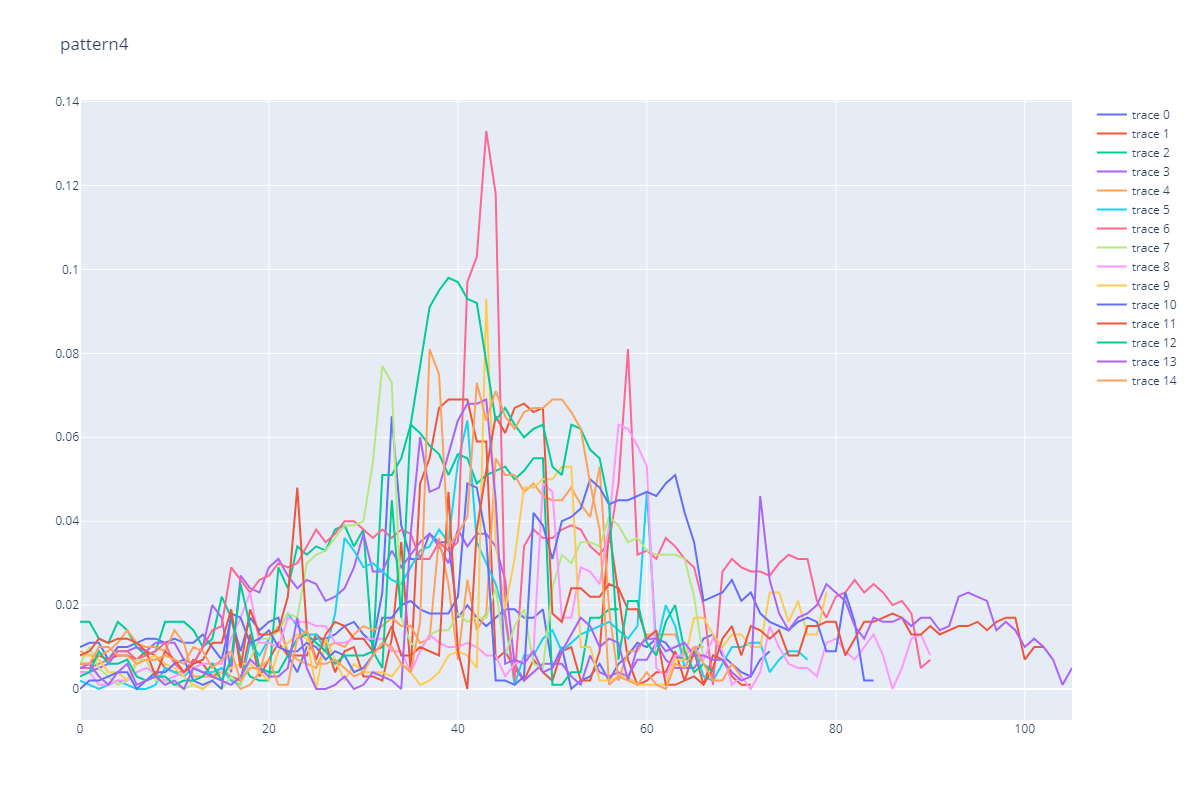 pattern4
0.14
0.12
0.1
0.08
0.06
0.04
0.02
0
0 20 40 60 80 100
trace 0
trace 1
trace 2
trace 3
trace 4
trace 5
trace 6
trace 7
trace 8
trace 9
trace 10
trace 11
trace 12
trace 13
trace 14